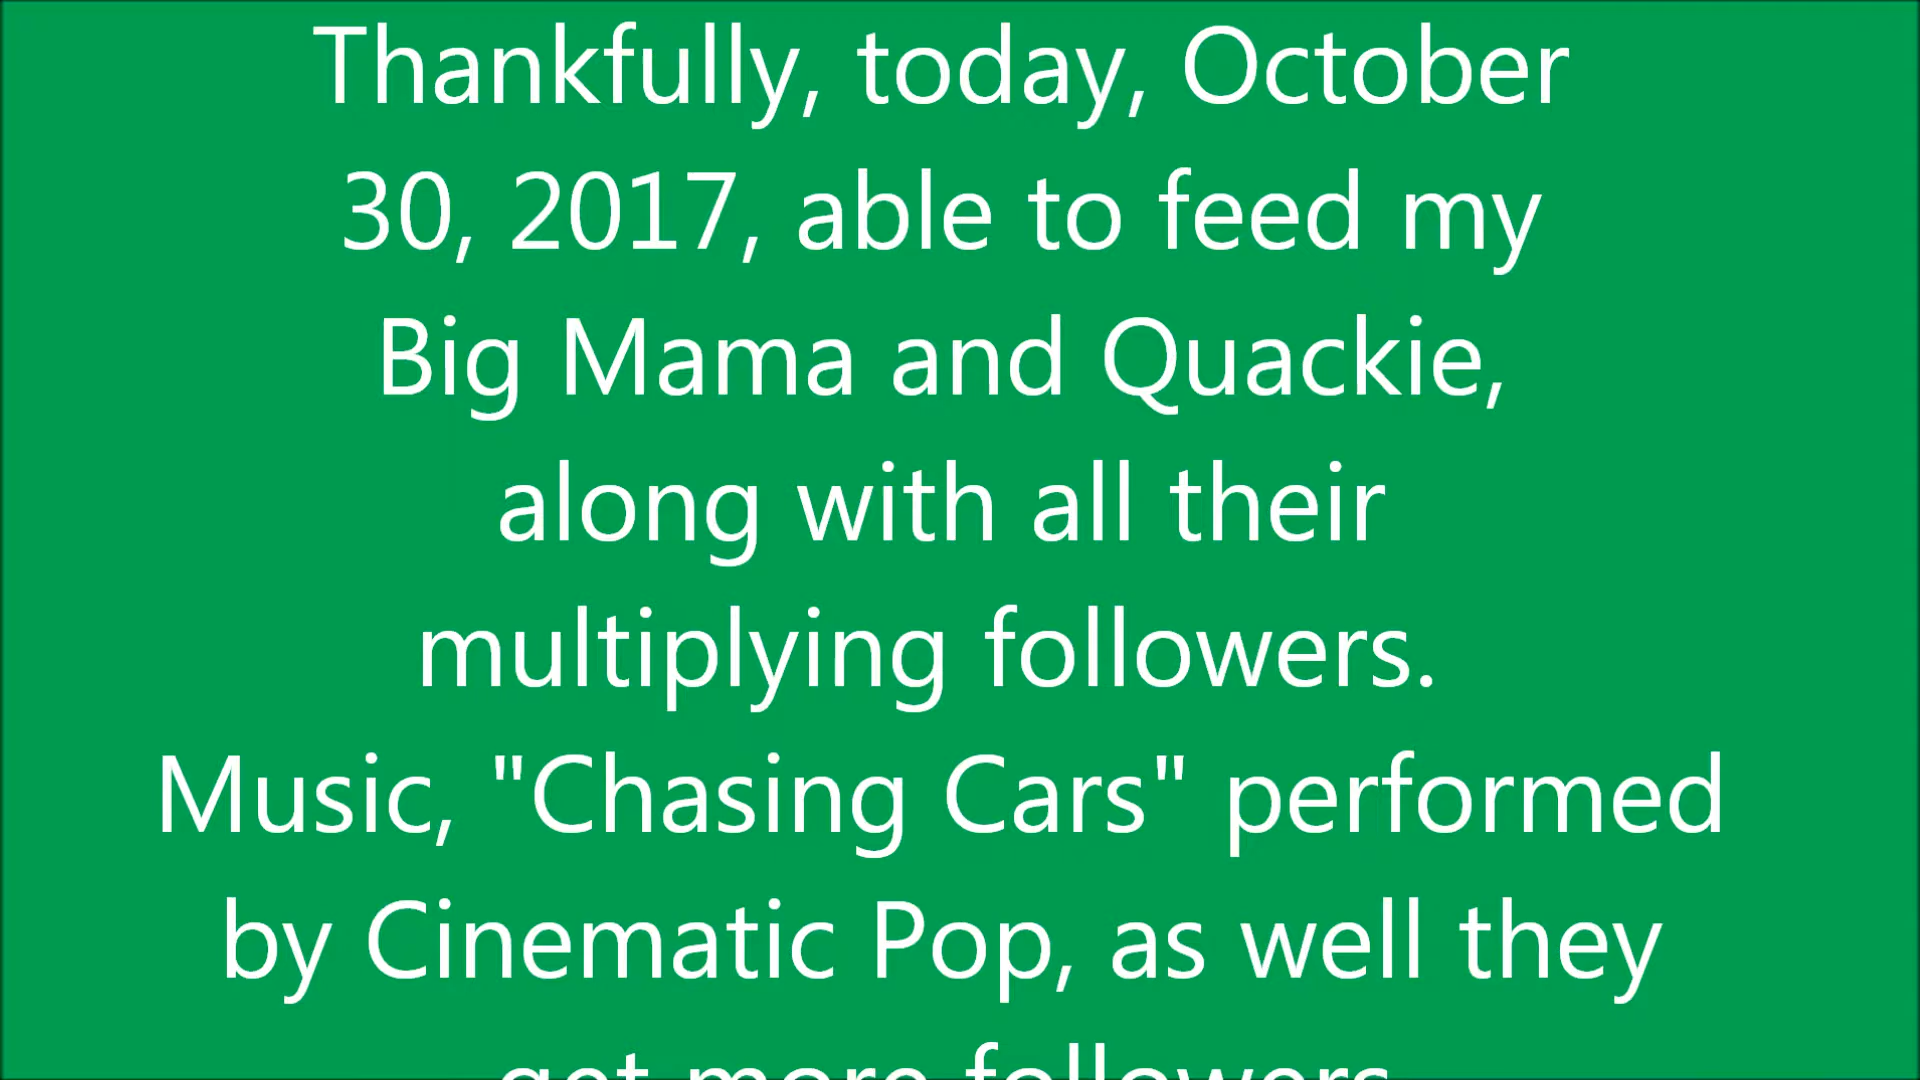 Thankfully, today, October
30, 2017, able to feed my
Big Mama and Quackie,
along with all their
multiplying followers.
Music, "Chasing Cars" performed
by Cinematic Pop, as well they
get more followers